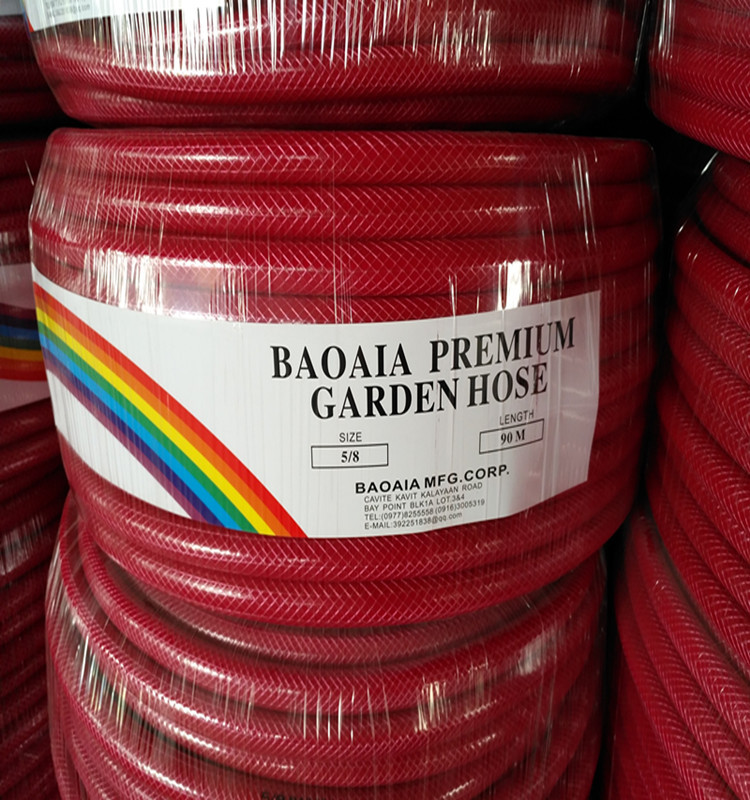 BAOAIA PREMIUM
GARDEN HOSE
SIZE
5/8
LENGTH
90 M
BAOAIA MFG.CORP.
CAVITE KAVIT KALAYAAN ROAD
BAY POINT BLK1A LOT.3&4
TEL:(0977)8255558 (0916)3005319
E-MAIL:392251838@qq.com